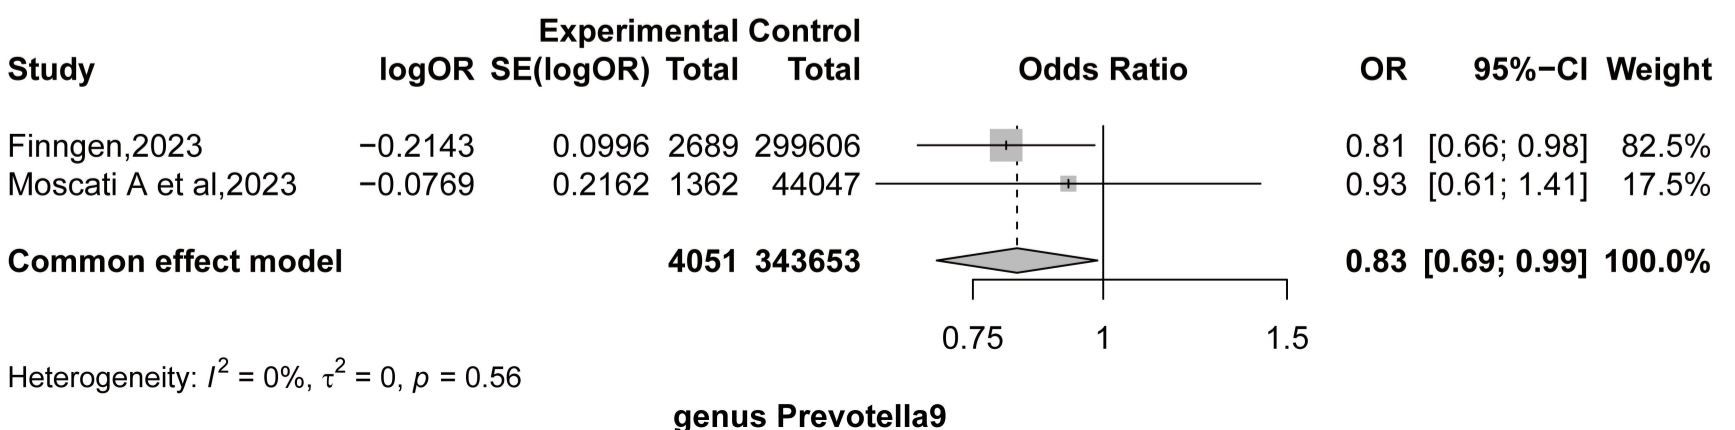 Experimental Control
Study logOR SE(logOR) Total Total Odds Ratio OR 95%−CI Weight
Finngen,2023 −0.2143 0.0996 2689 299606 0.81 [0.66; 0.98] 82.5%
Moscati A et al,2023 −0.0769 0.2162 1362 44047 0.93 [0.61; 1.41] 17.5%
Common effect model 4051 343653 0.83 [0.69; 0.99] 100.0%
0.75 1 1.5
Heterogeneity: I² = 0%, τ² = 0, p = 0.56
genus Prevotella9